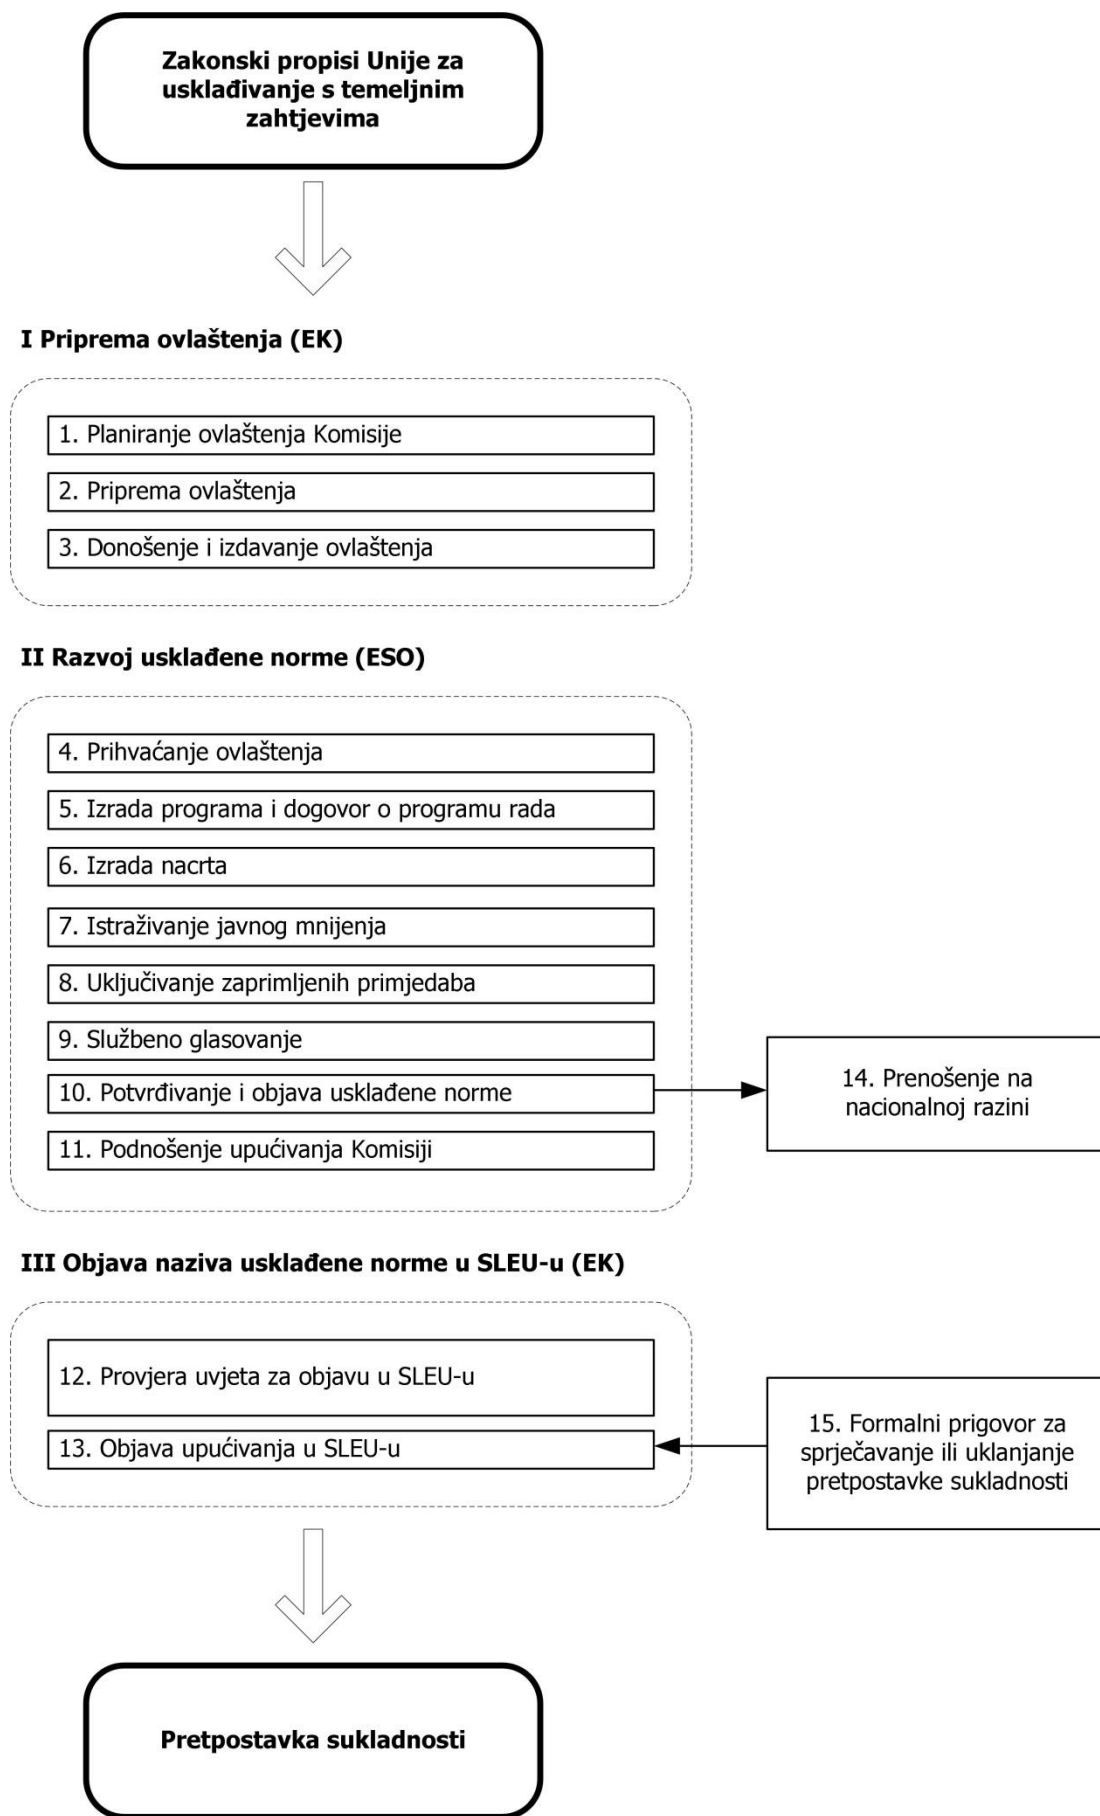 Zakonski propisi Unije za
usklađivanje s temeljnim
zahtjevima
I Priprema ovlaštenja (EK)
1. Planiranje ovlaštenja Komisije
2. Priprema ovlaštenja
3. Donošenje i izdavanje ovlaštenja
II Razvoj usklađene norme (ESO)
4. Prihvaćanje ovlaštenja
5. Izrada programa i dogovor o programu rada
6. Izrada nacrta
7. Istraživanje javnog mnijenja
8. Uključivanje zaprimljenih primjedaba
9. Službeno glasovanje
10. Potvrđivanje i objava usklađene norme
11. Podnošenje upućivanja Komisiji
14. Prenošenje na
nacionalnoj razini
III Objava naziva usklađene norme u SLEU-u (EK)
12. Provjera uvjeta za objavu u SLEU-u
13. Objava upućivanja u SLEU-u
15. Formalni prigovor za
sprječavanje ili uklanjanje
pretpostavke sukladnosti
Pretpostavka sukladnosti